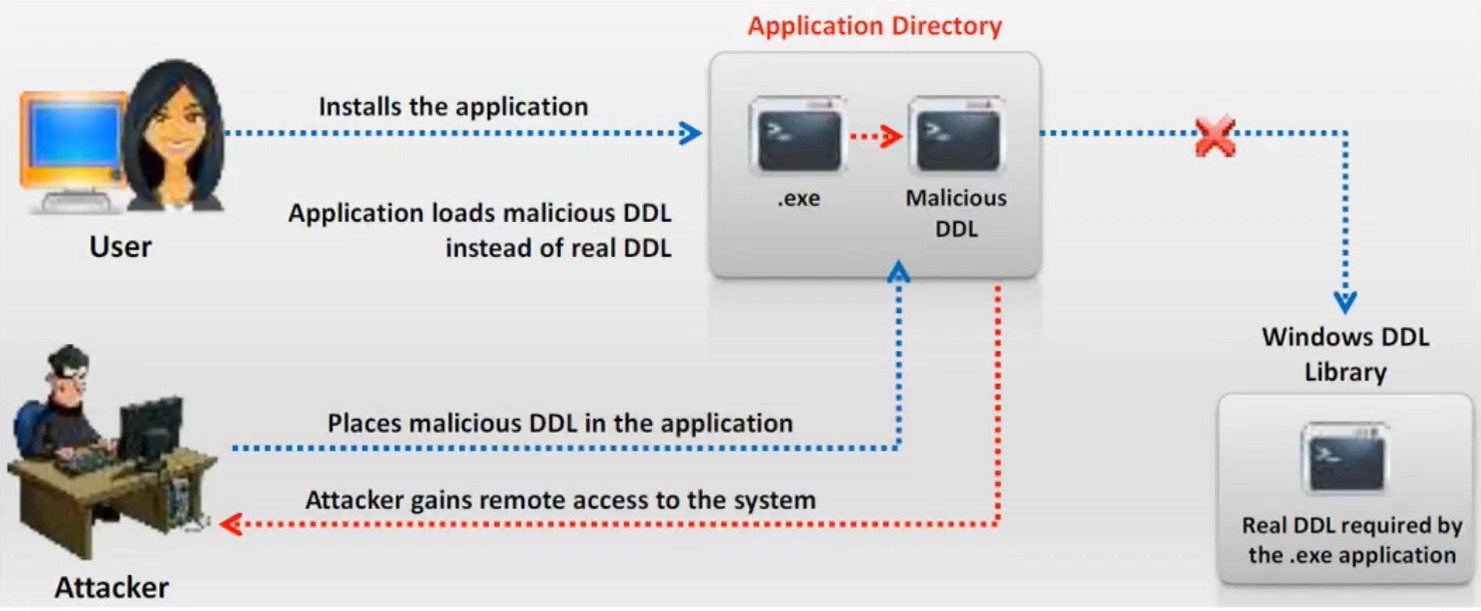 Application Directory
Installs the application
.exe
Malicious
DDL
Application loads malicious DDL
instead of real DDL
User
Windows DDL
Library
Places malicious DDL in the application
Attacker gains remote access to the system
Real DDL required by
the .exe application
Attacker